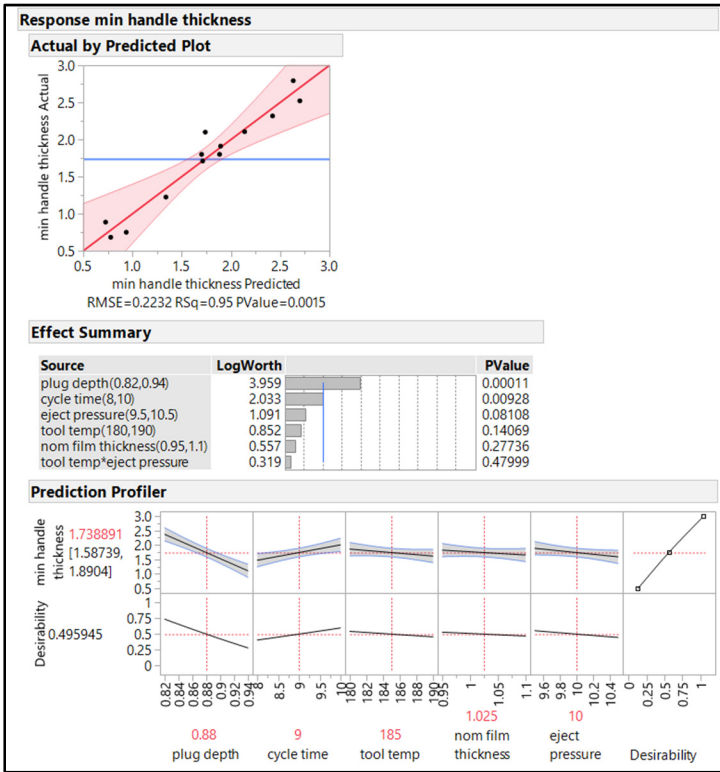 Response min handle thickness
Actual by Predicted Plot
min handle thickness Actual
3.0
2.5
2.0
1.5
1.0
0.5
0.5 1.0 1.5 2.0 2.5 3.0
min handle thickness Predicted
RMSE=0.2232 RSq=0.95 PValue=0.0015
Effect Summary
Source LogWorth PValue
plug depth(0.82,0.94) 3.959 0.00011
cycle time(8,10) 2.033 0.00928
eject pressure(9.5,10.5) 1.091 0.08108
tool temp(180,190) 0.852 0.14069
nom film thickness(0.95,1.1) 0.557 0.27736
tool temp*eject pressure 0.319 0.47999
Prediction Profiler
min handle
thickness
1.738891
[1.58739,
1.8904]
3.0
2.5
2.0
1.5
1.0
0.5
Desirability
0.495945
1
0.75
0.5
0.25
0
0.82 0.84 0.86 0.88 0.9 0.92 0.94
8 8.5 9 9.5 10
180 182 184 186 188 190
0.95 1 1.05 1.1
9.6 9.8 10 10.2 10.4
0 0.25 0.5 0.75 1
0.88
plug depth
9
cycle time
185
tool temp
1.025
nom film
thickness
10
eject
pressure
Desirability